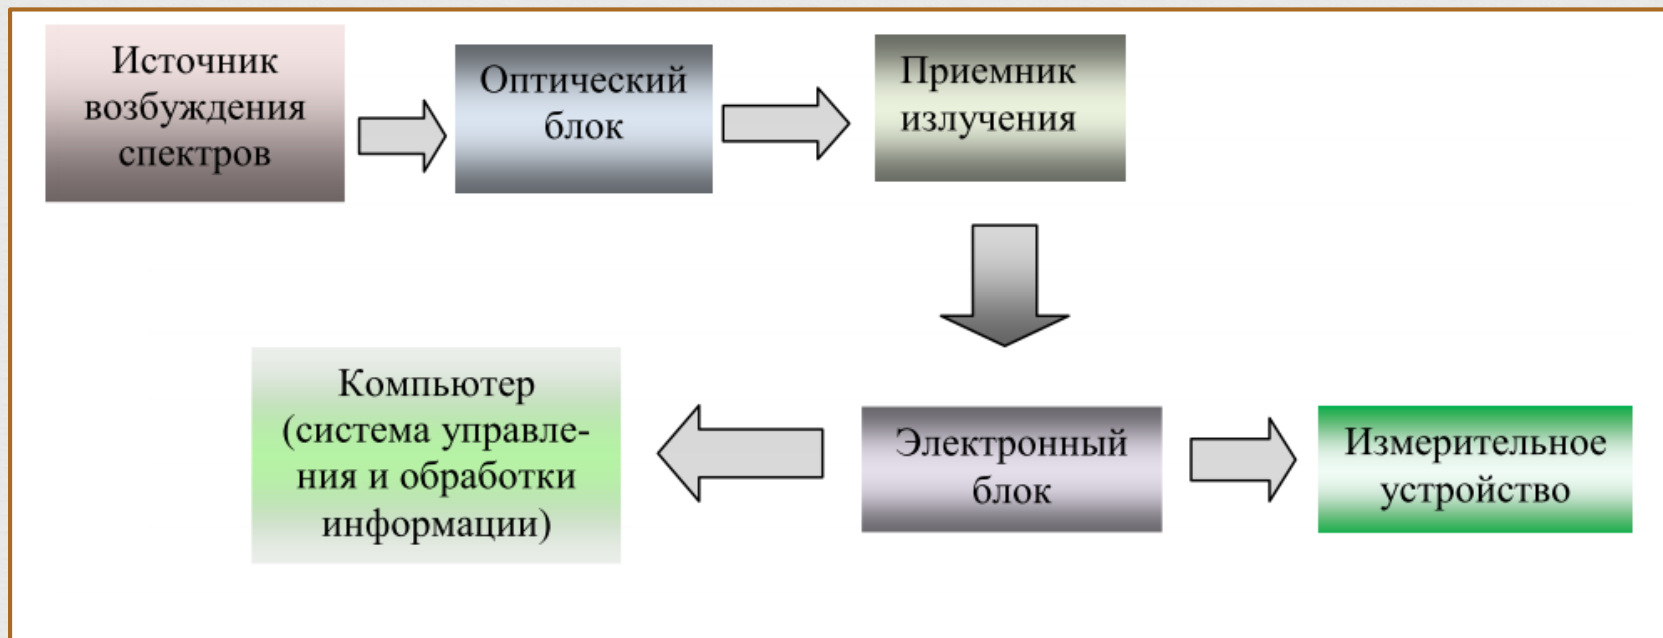 Источник
возбуждения
спектров
Оптический
блок
Приемник
излучения
Компьютер
(система управле-
ния и обработки
информации)
Электронный
блок
Измерительное
устройство